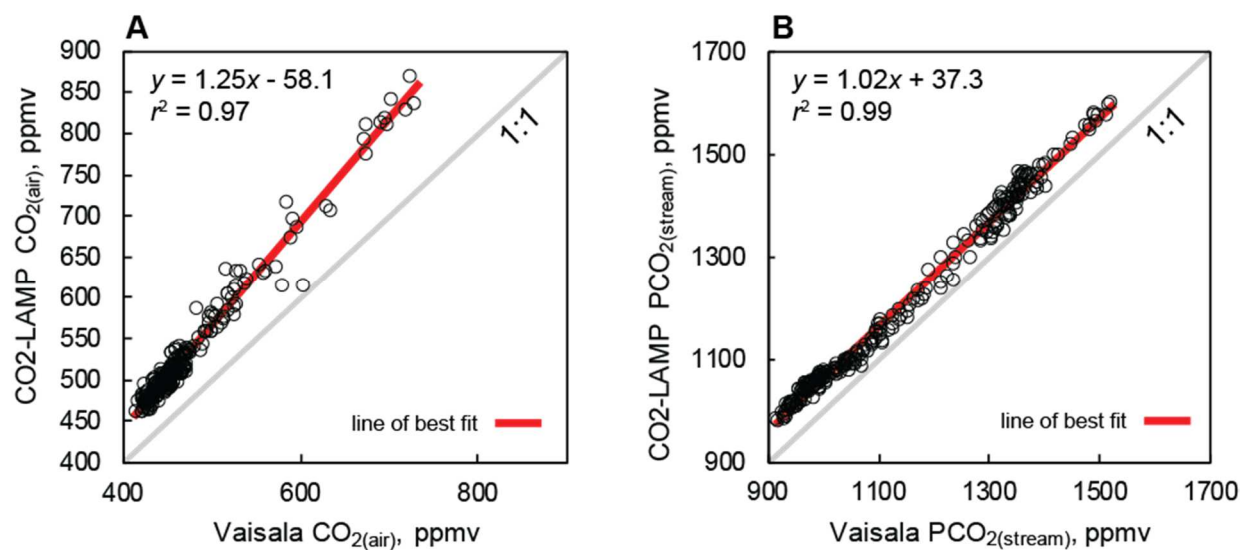 A
900
850
800
750
700
650
600
550
500
450
400
CO2-LAMP CO2(air), ppmv
y = 1.25x - 58.1
r² = 0.97
1:1
line of best fit
400
600
800
Vaisala CO2(air), ppmv
B
1700
1500
1300
1100
900
CO2-LAMP PCO2(stream), ppmv
y = 1.02x + 37.3
r² = 0.99
1:1
line of best fit
900
1100
1300
1500
1700
Vaisala PCO2(stream), ppmv